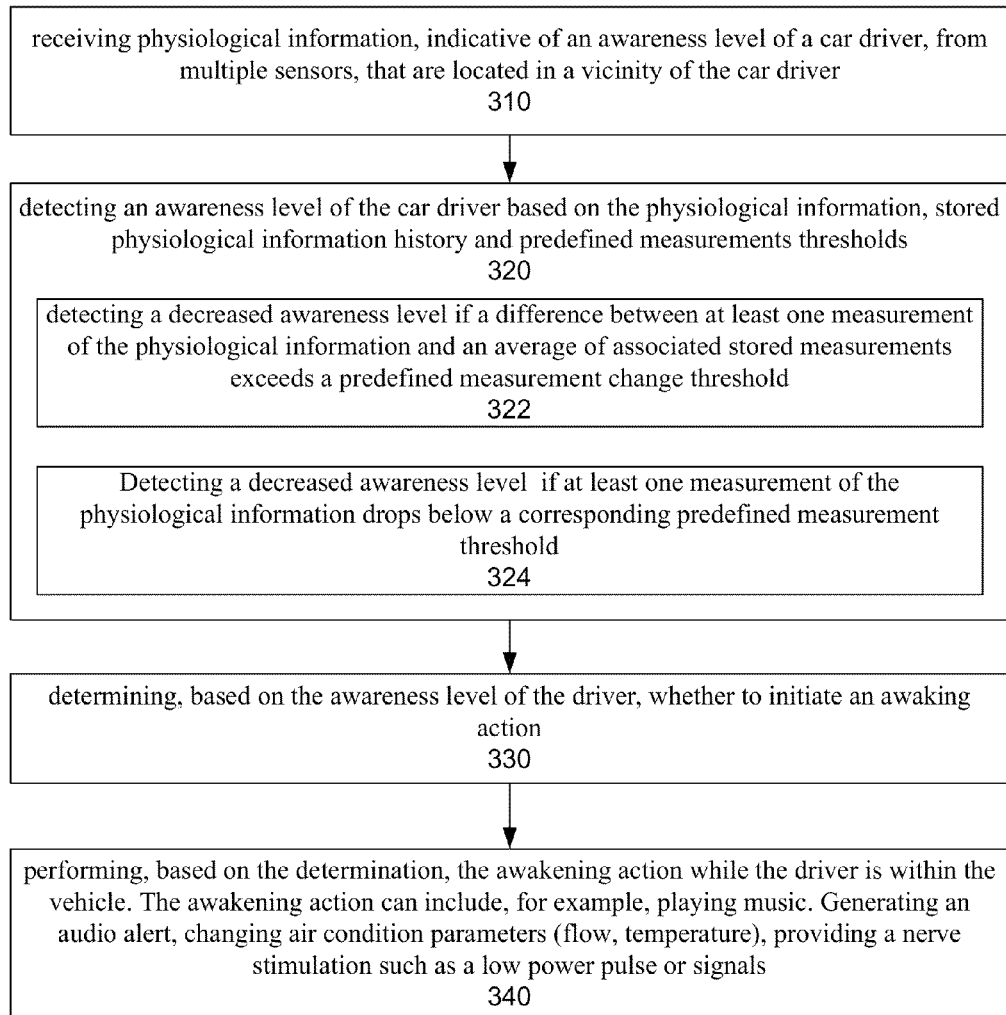 receiving physiological information, indicative of an awareness level of a car driver, from
multiple sensors, that are located in a vicinity of the car driver
310
detecting an awareness level of the car driver based on the physiological information, stored
physiological information history and predefined measurements thresholds
320
detecting a decreased awareness level if a difference between at least one measurement
of the physiological information and an average of associated stored measurements
exceeds a predefined measurement change threshold
322
Detecting a decreased awareness level if at least one measurement of the
physiological information drops below a corresponding predefined measurement
threshold
324
determining, based on the awareness level of the driver, whether to initiate an awaking
action
330
performing, based on the determination, the awakening action while the driver is within the
vehicle. The awakening action can include, for example, playing music. Generating an
audio alert, changing air condition parameters (flow, temperature), providing a nerve
stimulation such as a low power pulse or signals
340